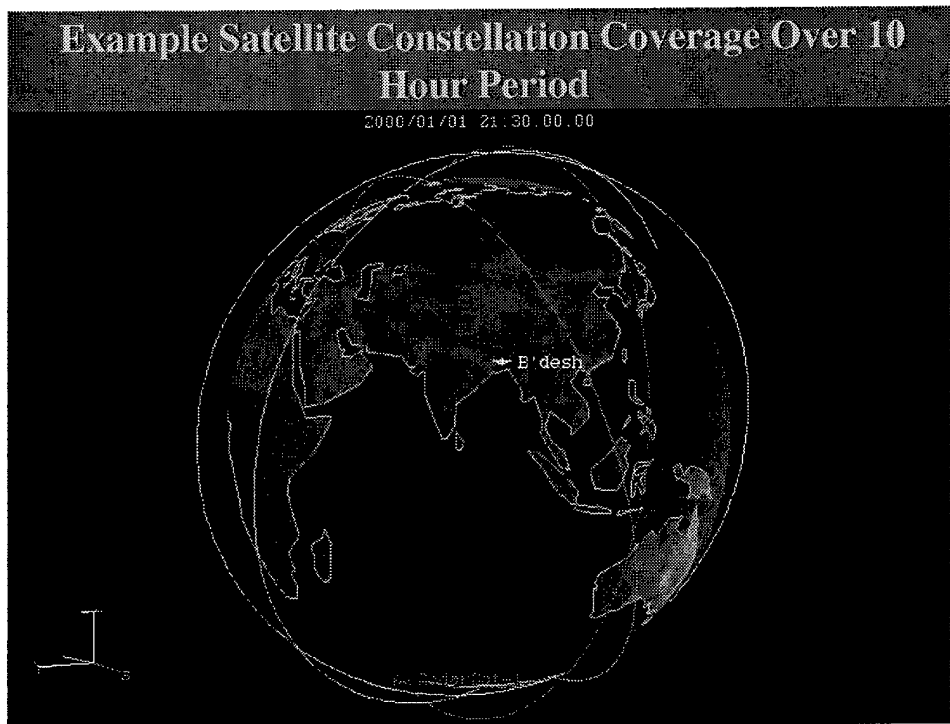 Example Satellite Constellation Coverage Over 10
Hour Period
2000/01/01 21:30.00.00
B'desh